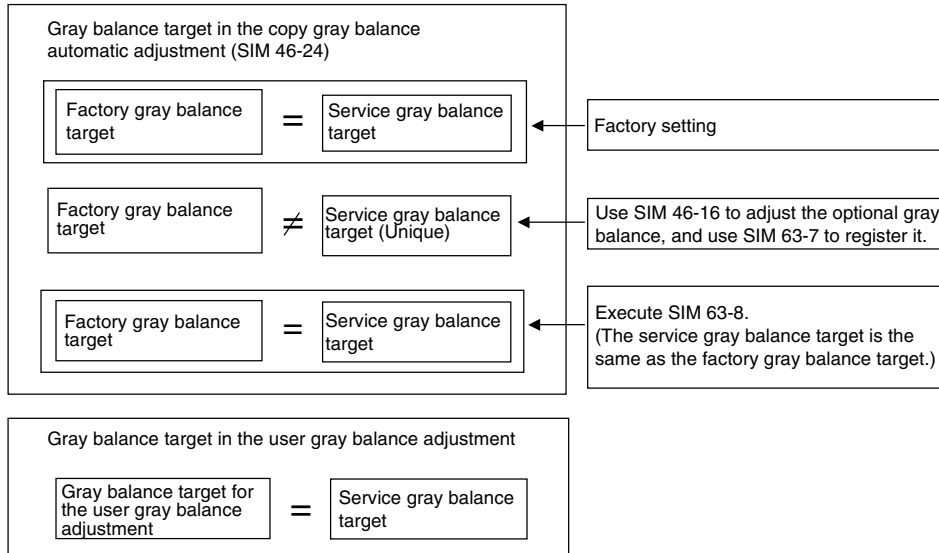 Gray balance target in the copy gray balance
automatic adjustment (SIM 46-24)
Factory gray balance
target
=
Service gray balance
target
Factory setting
Factory gray balance
target
≠
Service gray balance
target (Unique)
Use SIM 46-16 to adjust the optional gray
balance, and use SIM 63-7 to register it.
Factory gray balance
target
=
Service gray balance
target
Execute SIM 63-8.
(The service gray balance target is the
same as the factory gray balance target.)
Gray balance target in the user gray balance adjustment
Gray balance target for
the user gray balance
adjustment
=
Service gray balance
target